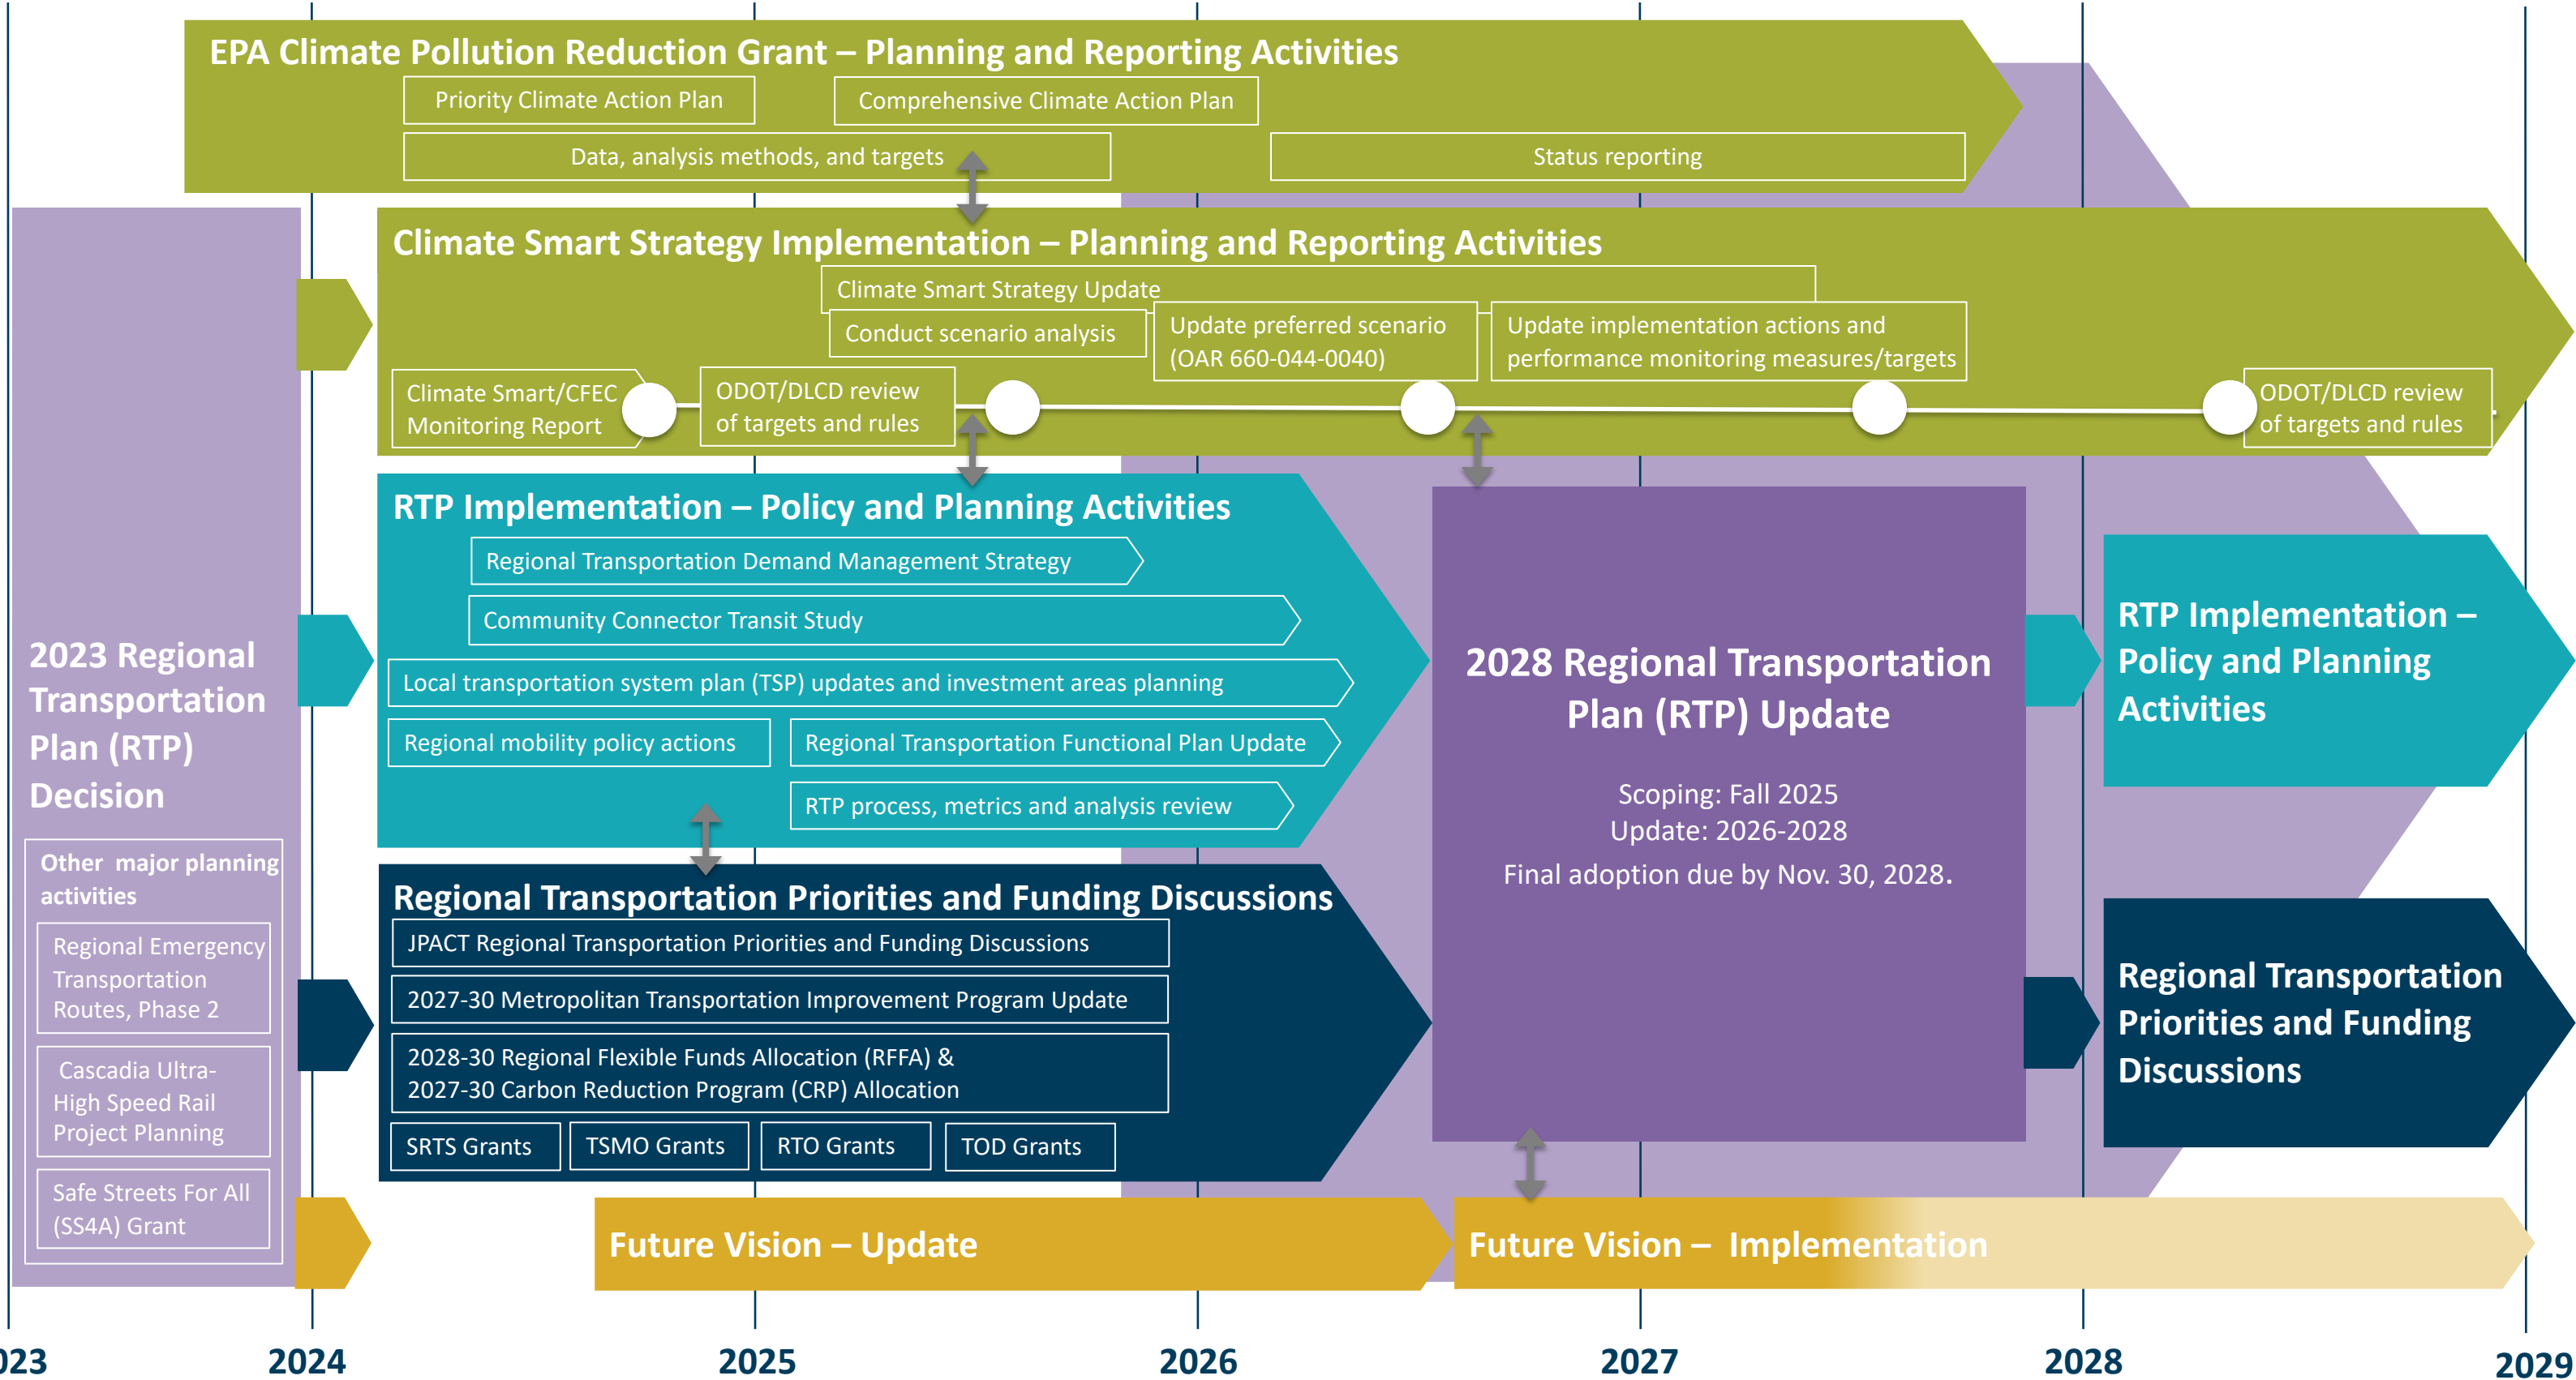 EPA Climate Pollution Reduction Grant – Planning and Reporting Activities
Priority Climate Action Plan
Comprehensive Climate Action Plan
Data, analysis methods, and targets
Status reporting
Climate Smart Strategy Implementation – Planning and Reporting Activities
Climate Smart Strategy Update
Conduct scenario analysis
Update preferred scenario
(OAR 660-044-0040)
Update implementation actions and
performance monitoring measures/targets
Climate Smart/CFEC
Monitoring Report
ODOT/DLCD review
of targets and rules
ODOT/DLCD review
of targets and rules
2023 Regional
Transportation
Plan (RTP)
Decision
Other major planning
activities
Regional Emergency
Transportation
Routes, Phase 2
Cascadia Ultra-
High Speed Rail
Project Planning
Safe Streets For All
(SS4A) Grant
RTP Implementation – Policy and Planning Activities
Regional Transportation Demand Management Strategy
Community Connector Transit Study
Local transportation system plan (TSP) updates and investment areas planning
Regional mobility policy actions
Regional Transportation Functional Plan Update
RTP process, metrics and analysis review
Regional Transportation Priorities and Funding Discussions
JPACT Regional Transportation Priorities and Funding Discussions
2027-30 Metropolitan Transportation Improvement Program Update
2028-30 Regional Flexible Funds Allocation (RFFA) &
2027-30 Carbon Reduction Program (CRP) Allocation
SRTS Grants
TSMO Grants
RTO Grants
TOD Grants
2028 Regional Transportation
Plan (RTP) Update
Scoping: Fall 2025
Update: 2026-2028
Final adoption due by Nov. 30, 2028.
RTP Implementation –
Policy and Planning
Activities
Regional Transportation
Priorities and Funding
Discussions
Future Vision – Update
Future Vision – Implementation
023
2024
2025
2026
2027
2028
2029